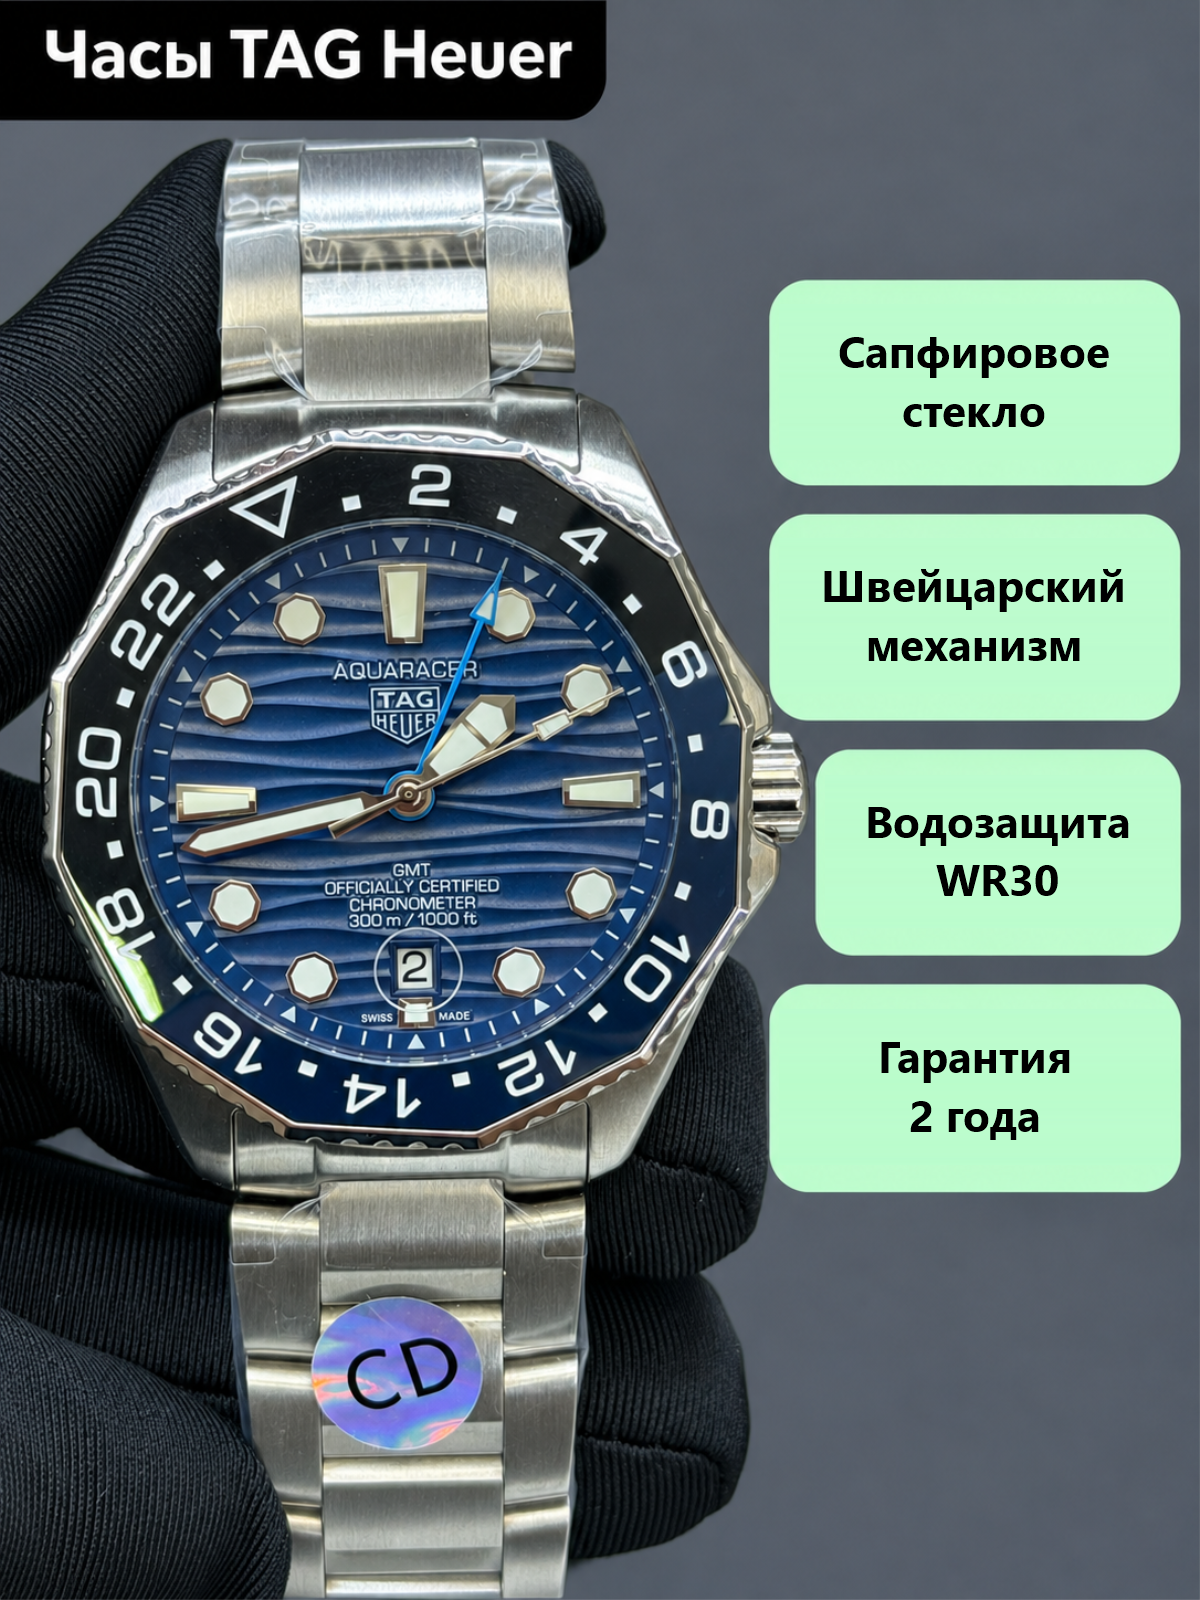 Часы TAG Heuer
Сапфировое
стекло
Швейцарский
механизм
Водозащита
WR30
Гарантия
2 года
2
4
6
8
10
12
14
16
18
20
22
AQUARACER
TAG
HEUER
GMT
OFFICIALLY CERTIFIED
CHRONOMETER
300 m / 1000 ft
2
SWISS MADE
CD